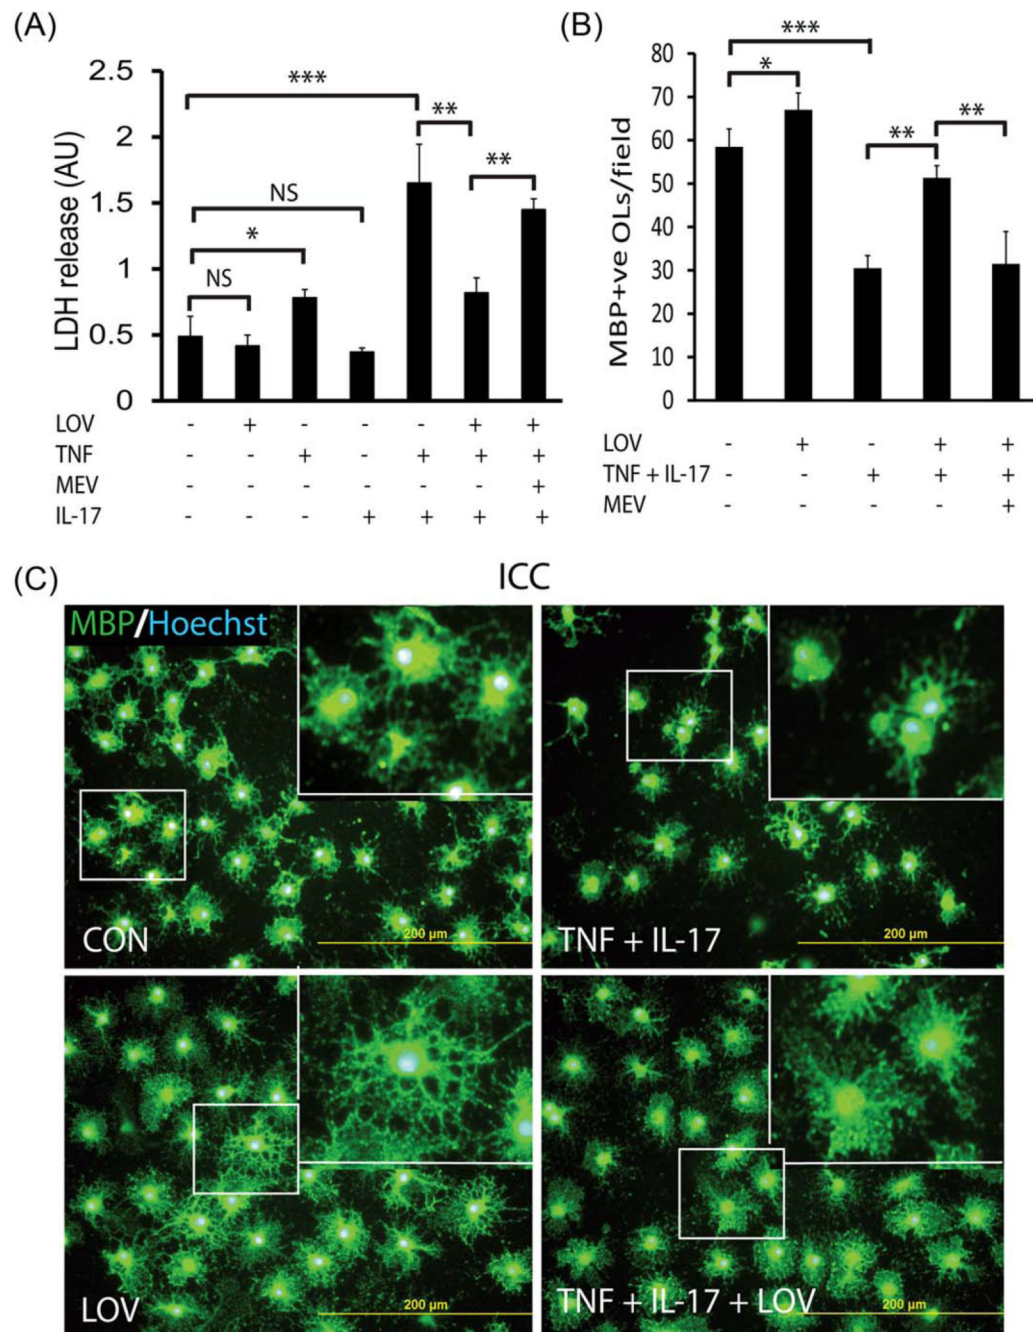 (A)
2.5
2
1.5
1
0.5
0
LDH release (AU)
***
**
**
NS
*
NS
LOV - + - - - + +
TNF - - + - + + +
MEV - - - - - - +
IL-17 - - - + + + +
(B)
80
70
60
50
40
30
20
10
0
MBP+ve OLs/field
***
*
**
**
LOV - + - + +
TNF + IL-17 - - + + +
MEV - - - - +
(C)
ICC
MBP/Hoechst
CON
200 μm
TNF + IL-17
200 μm
LOV
200 μm
TNF + IL-17 + LOV
200 μm